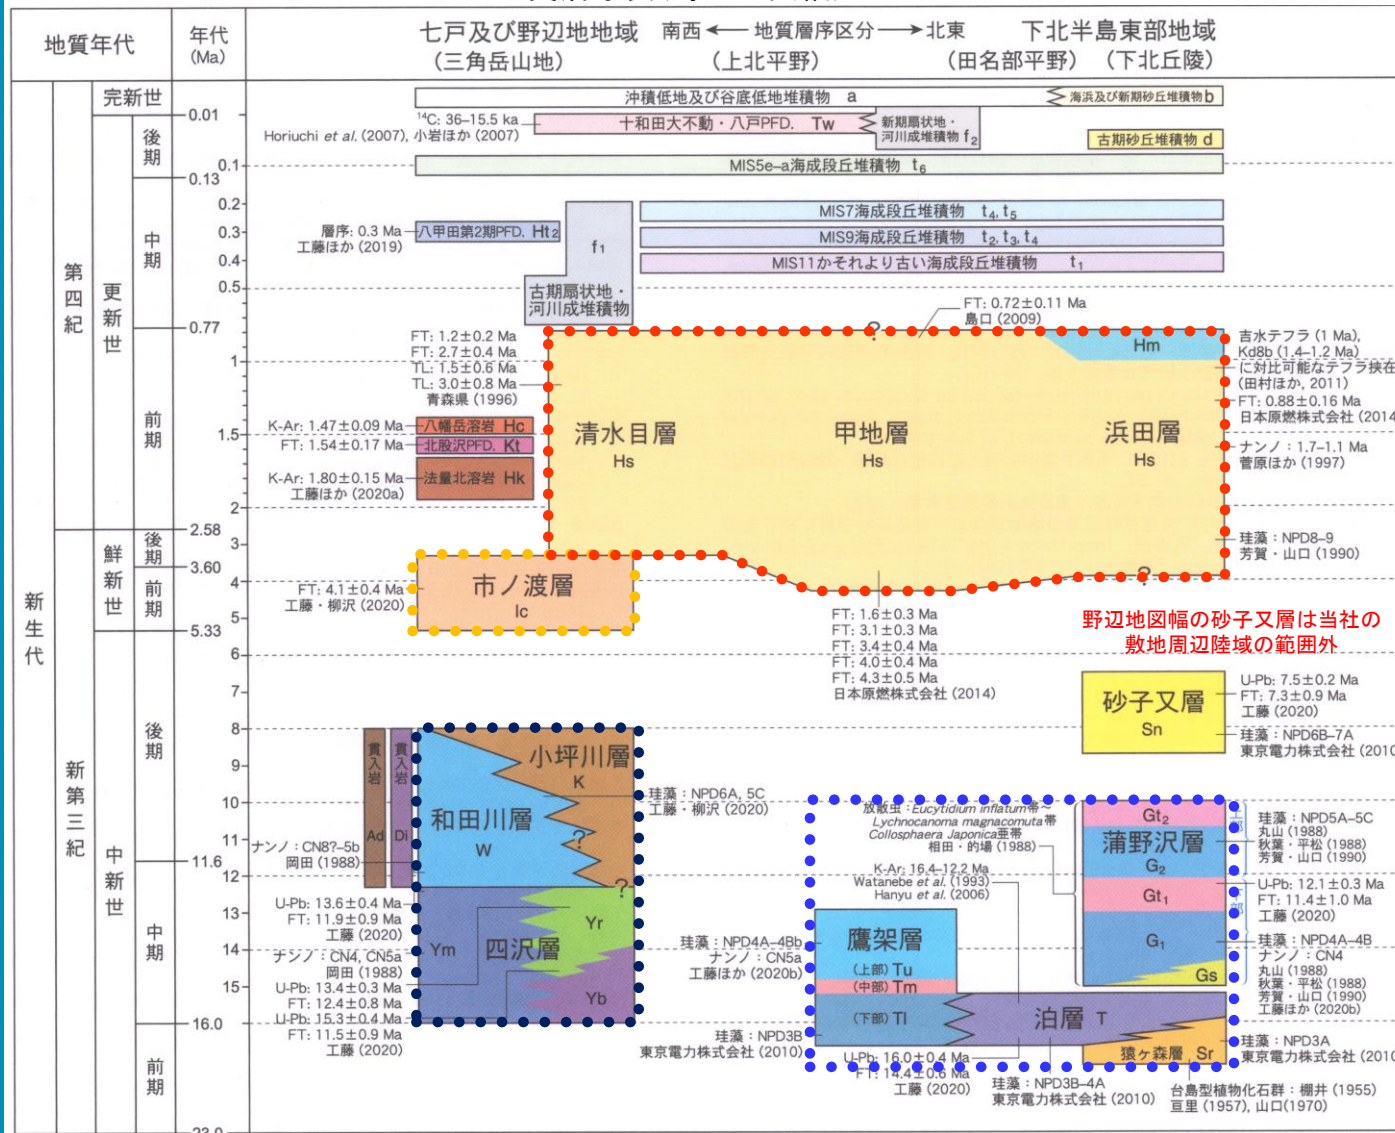 地質年代
年代
(Ma)
七戸及び野辺地地域
(三角岳山地)
南西 ← 地質層序区分 → 北東
(上北平野)
(田名部平野)
下北半島東部地域
(下北丘陵)
新生代
第四紀
新第三紀
完新世
更新世
後期
中期
前期
鮮新世
後期
前期
中新世
後期
中期
前期
0.01
0.1
0.13
0.2
0.3
0.4
0.5
0.77
1
1.5
2
2.58
3
3.60
4
5
5.33
6
7
8
9
10
11
11.6
12
13
14
15
16.0
23.0
沖積低地及び谷底低地堆積物 a
海浜及び新期砂丘堆積物 b
¹⁴C: 36–15.5 ka
Horiuchi et al. (2007), 小岩ほか (2007)
十和田大不動・八戸PFD. Tw
新期扇状地・
河川成堆積物 f₂
古期砂丘堆積物 d
MIS5e–a海成段丘堆積物 t₆
MIS7海成段丘堆積物 t₄, t₅
層序: 0.3 Ma
工藤ほか (2019)
八甲田第2期PFD. Ht₂
f₁
MIS9海成段丘堆積物 t₂, t₃, t₄
MIS11かそれより古い海成段丘堆積物 t₁
古期扇状地・
河川成堆積物
FT: 0.72±0.11 Ma
島口 (2009)
?
FT: 1.2±0.2 Ma
FT: 2.7±0.4 Ma
TL: 1.5±0.6 Ma
TL: 3.0±0.8 Ma
青森県 (1996)
Hm
吉水テフラ (1 Ma),
Kd8b (1.4–1.2 Ma)
に対比可能なテフラ挟在
(田村ほか, 2011)
FT: 0.88±0.16 Ma
日本原燃株式会社 (2014
K-Ar: 1.47±0.09 Ma
八幡岳溶岩 Hc
FT: 1.54±0.17 Ma
北股沢PFD. Kt
K-Ar: 1.80±0.15 Ma
工藤ほか (2020a)
法量北溶岩 Hk
清水目層
Hs
甲地層
Hs
浜田層
Hs
ナンノ：1.7–1.1 Ma
菅原ほか (1997)
珪藻：NPD8–9
芳賀・山口 (1990)
?
FT: 4.1±0.4 Ma
工藤・柳沢 (2020)
市ノ渡層
Ic
FT: 1.6±0.3 Ma
FT: 3.1±0.3 Ma
FT: 3.4±0.4 Ma
FT: 4.0±0.4 Ma
FT: 4.3±0.5 Ma
日本原燃株式会社 (2014)
野辺地図幅の砂子又層は当社の
敷地周辺陸域の範囲外
砂子又層
Sn
U-Pb: 7.5±0.2 Ma
FT: 7.3±0.9 Ma
工藤 (2020)
珪藻：NPD6B–7A
東京電力株式会社 (2010
貫入岩
Ad
貫入岩
Di
小坪川層
K
和田川層
W
?
?
珪藻：NPD6A, 5C
工藤・柳沢 (2020)
ナンノ：CN8?–5b
岡田 (1988)
U-Pb: 13.6±0.4 Ma
FT: 11.9±0.9 Ma
工藤 (2020)
ナンノ：CN4, CN5a
岡田 (1988)
U-Pb: 13.4±0.3 Ma
FT: 12.4±0.8 Ma
U-Pb: 15.3±0.4 Ma
FT: 11.5±0.9 Ma
工藤 (2020)
Ym
四沢層
Yr
Yb
放散虫：Eucytidium inflatum帯〜
Lychnocanoma magnacomuta帯
Collosphaera Japonica亜帯
相田・的場 (1988)
K-Ar: 16.4–12.2 Ma
Watanabe et al. (1993)
Hanyu et al. (2006)
珪藻：NPD4A–4Bb
ナンノ：CN5a
工藤ほか (2020b)
鷹架層
(上部) Tu
(中部) Tm
(下部) Tl
珪藻：NPD3B
東京電力株式会社 (2010)
泊層 T
U-Pb: 16.0±0.4 Ma
FT: 14.4±0.6 Ma
工藤 (2020)
珪藻：NPD3B–4A
東京電力株式会社 (2010)
Gt₂
蒲野沢層
G₂
Gt₁
G₁
Gs
上部
珪藻：NPD5A–5C
丸山 (1988)
秋葉・平松 (1988)
芳賀・山口 (1990)
U-Pb: 12.1±0.3 Ma
FT: 11.4±1.0 Ma
工藤 (2020)
珪藻：NPD4A–4B
ナンノ：CN4
丸山 (1988)
秋葉・平松 (1988)
芳賀・山口 (1990)
工藤ほか (2020b)
猿ヶ森層 Sr
珪藻：NPD3A
東京電力株式会社 (2010
台島型植物化石群：棚井 (1955)
亘理 (1957), 山口(1970)